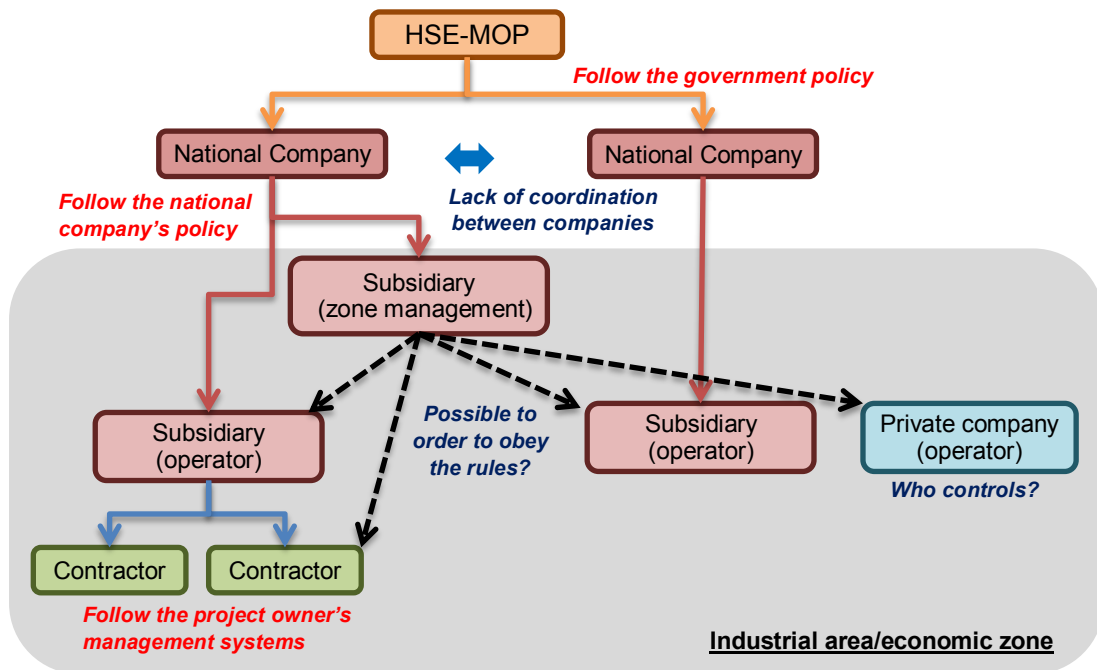 HSE-MOP
Follow the government policy
National Company
National Company
Follow the national
company's policy
Lack of coordination
between companies
Subsidiary
(zone management)
Subsidiary
(operator)
Possible to
order to obey
the rules?
Subsidiary
(operator)
Private company
(operator)
Who controls?
Contractor
Contractor
Follow the project owner's
management systems
Industrial area/economic zone